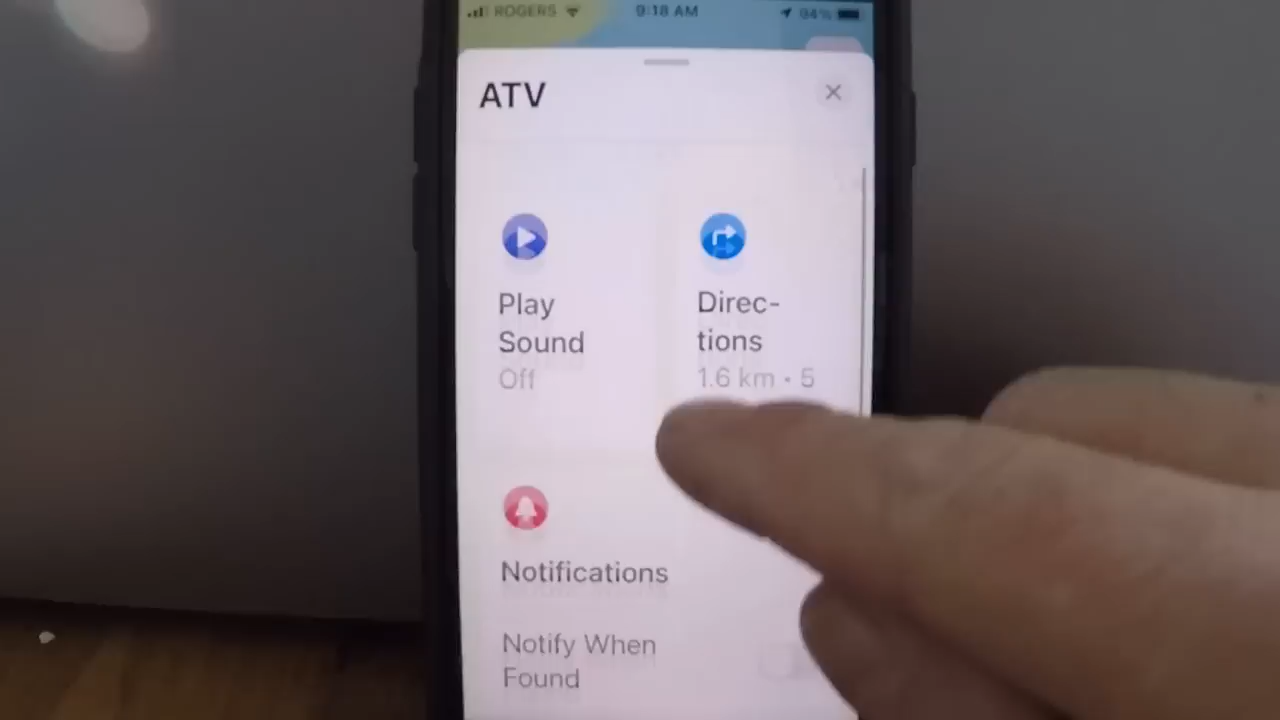 ROGERS 9:18 AM 94%
ATV
Play
Sound
Off
Direc-
tions
1.6 km • 5
Notifications
Notify When
Found